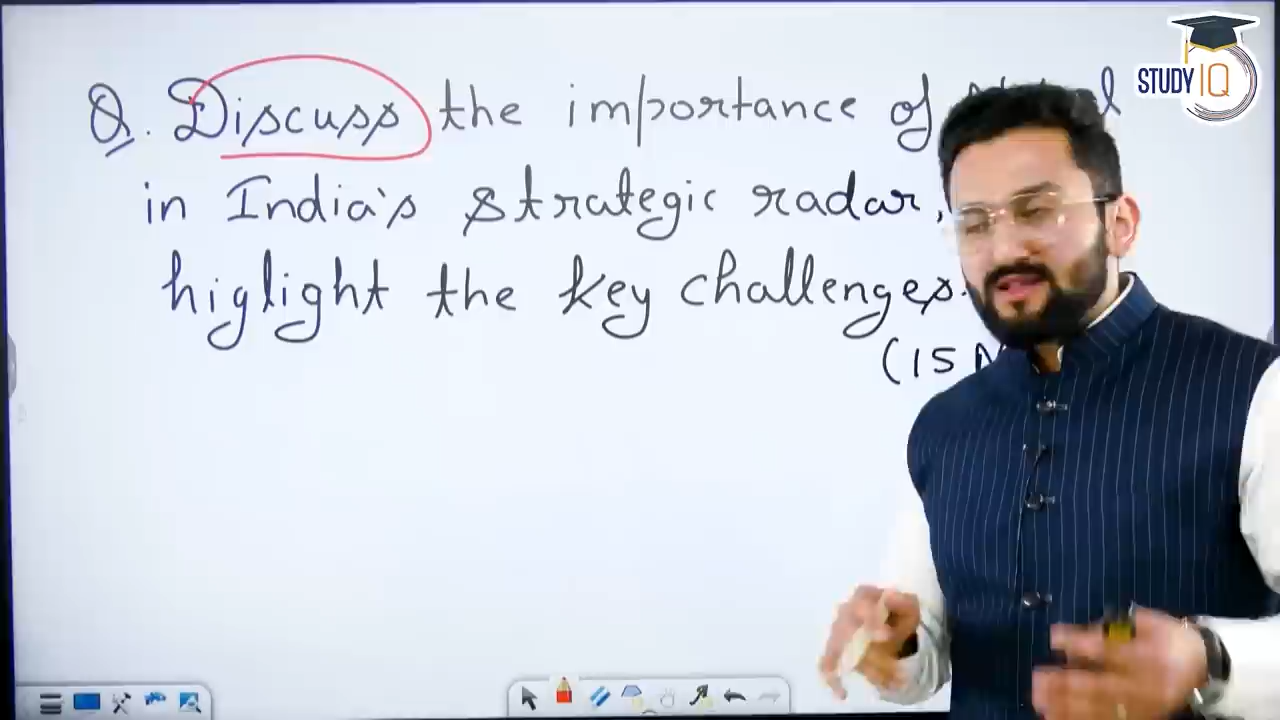 STUDY IQ
Q. Discuss the importance of
in India's strategic radar,
higlight the key challenges.
(15